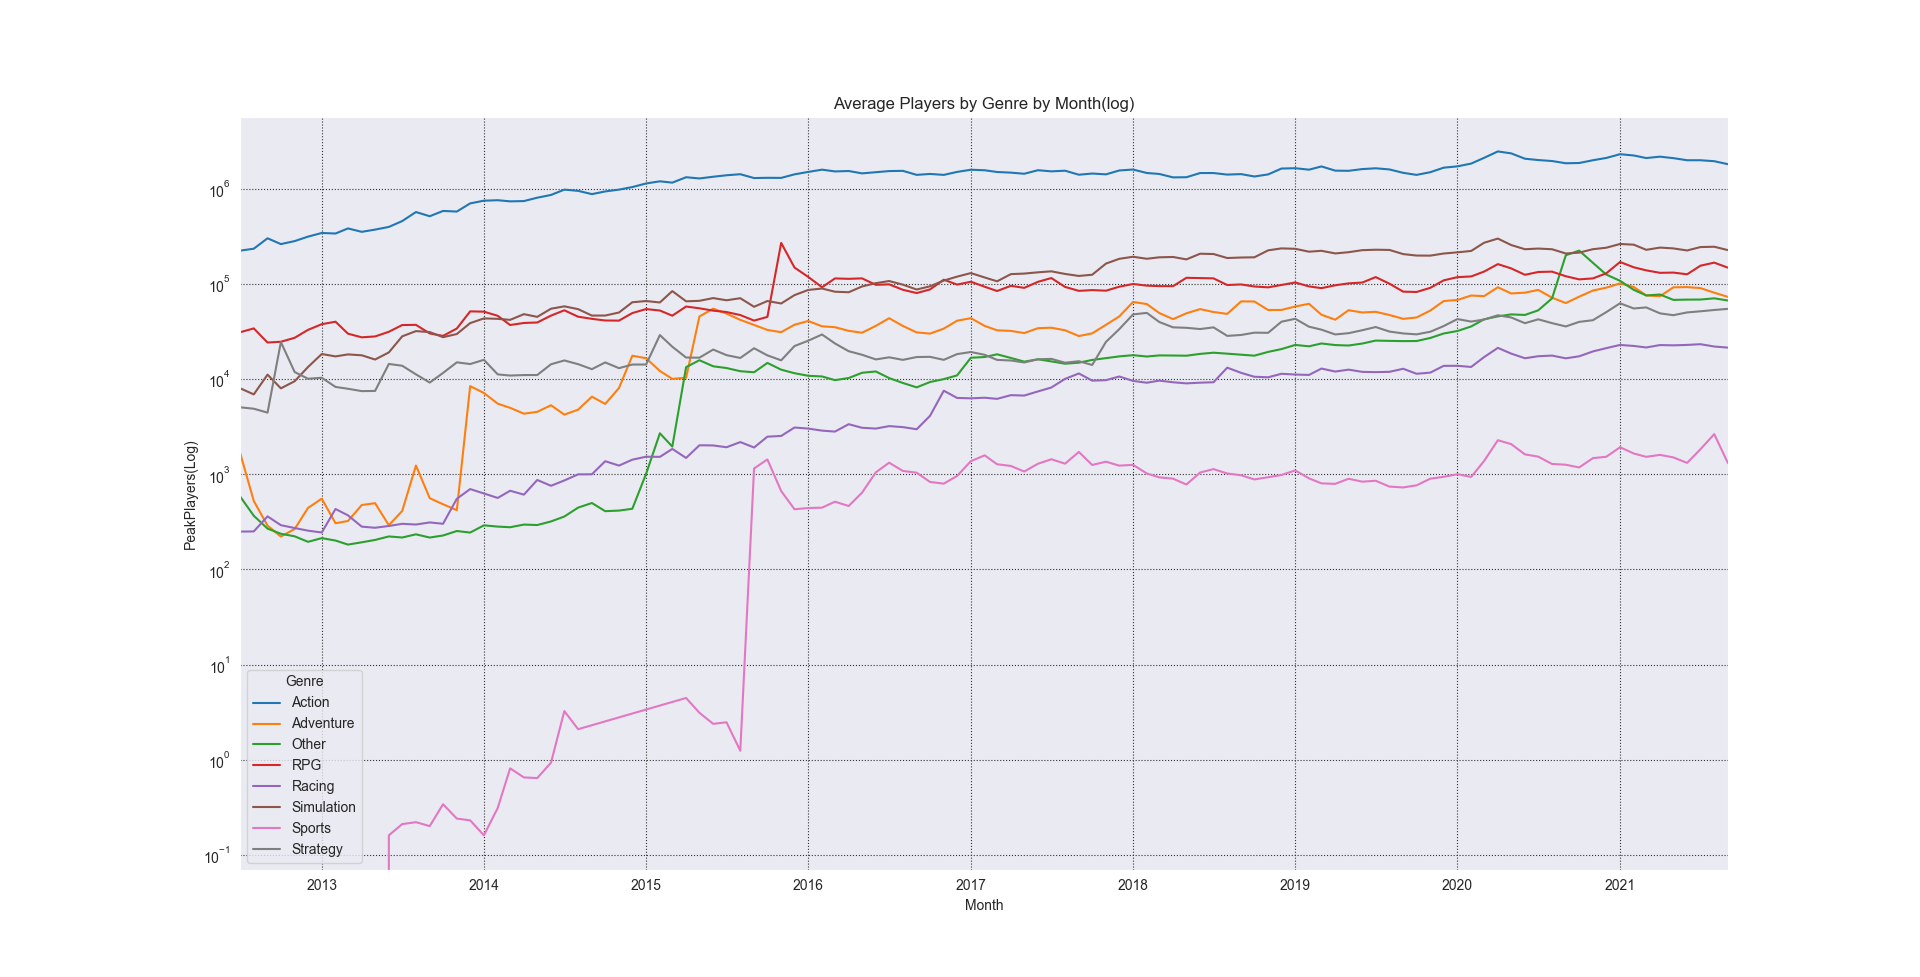 Average Players by Genre by Month(log)
PeakPlayers(Log)
10^6
10^5
10^4
10^3
10^2
10^1
10^0
10^−1
Genre
Action
Adventure
Other
RPG
Racing
Simulation
Sports
Strategy
2013 2014 2015 2016 2017 2018 2019 2020 2021
Month